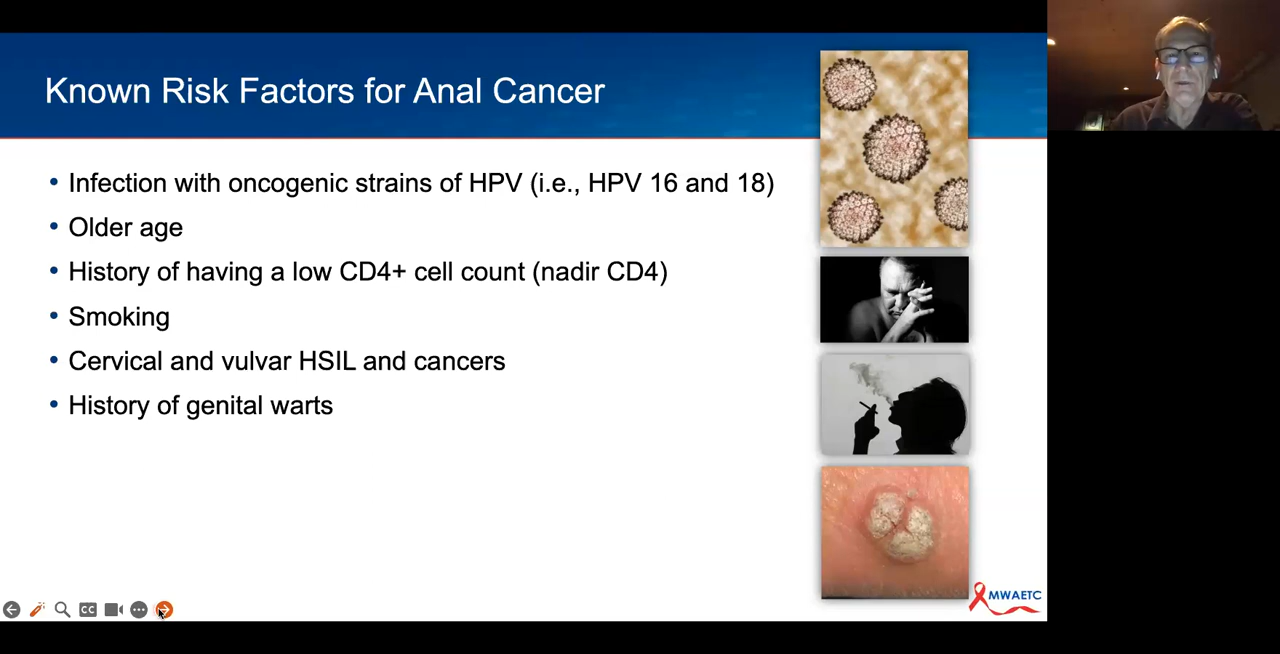 Known Risk Factors for Anal Cancer
• Infection with oncogenic strains of HPV (i.e., HPV 16 and 18)
• Older age
• History of having a low CD4+ cell count (nadir CD4)
• Smoking
• Cervical and vulvar HSIL and cancers
• History of genital warts
CC
MWAETC